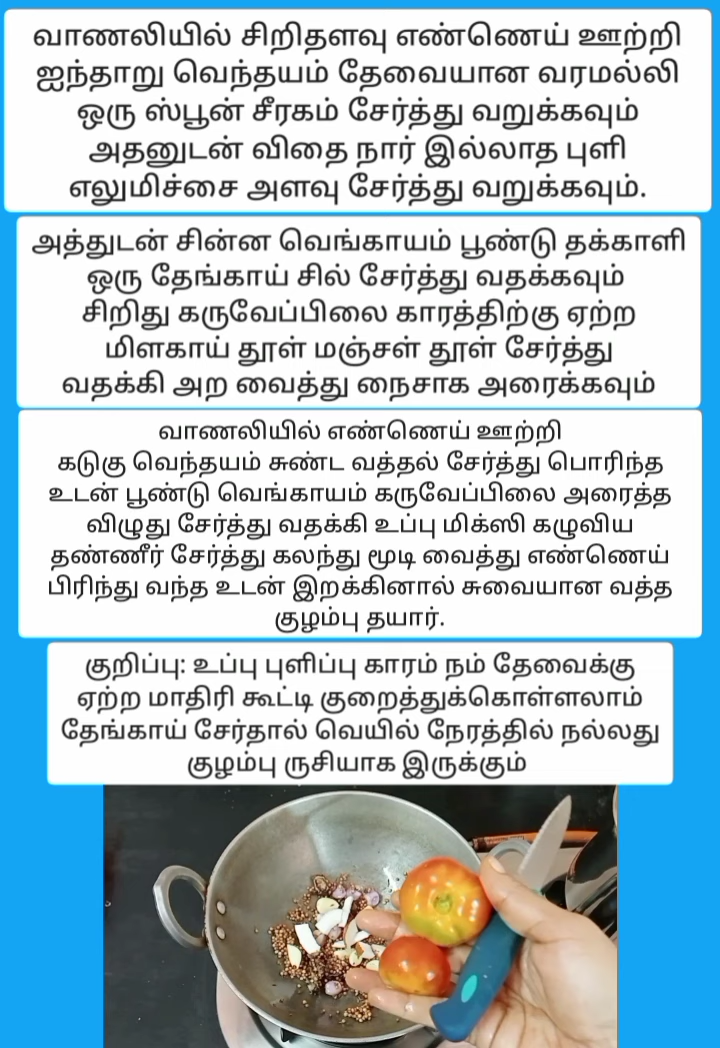 வாணலியில் சிறிதளவு எண்ணெய் ஊற்றி
ஐந்தாறு வெந்தயம் தேவையான வரமல்லி
ஒரு ஸ்பூன் சீரகம் சேர்த்து வறுக்கவும்
அதனுடன் விதை நார் இல்லாத புளி
எலுமிச்சை அளவு சேர்த்து வறுக்கவும்.
அத்துடன் சின்ன வெங்காயம் பூண்டு தக்காளி
ஒரு தேங்காய் சில் சேர்த்து வதக்கவும்
சிறிது கருவேப்பிலை காரத்திற்கு ஏற்ற
மிளகாய் தூள் மஞ்சள் தூள் சேர்த்து
வதக்கி அற வைத்து நைசாக அரைக்கவும்
வாணலியில் எண்ணெய் ஊற்றி
கடுகு வெந்தயம் சுண்ட வத்தல் சேர்த்து பொரிந்த
உடன் பூண்டு வெங்காயம் கருவேப்பிலை அரைத்த
விழுது சேர்த்து வதக்கி உப்பு மிக்ஸி கழுவிய
தண்ணீர் சேர்த்து கலந்து மூடி வைத்து எண்ணெய்
பிரிந்து வந்த உடன் இறக்கினால் சுவையான வத்த
குழம்பு தயார்.
குறிப்பு: உப்பு புளிப்பு காரம் நம் தேவைக்கு
ஏற்ற மாதிரி கூட்டி குறைத்துக்கொள்ளலாம்
தேங்காய் சேர்தால் வெயில் நேரத்தில் நல்லது
குழம்பு ருசியாக இருக்கும்